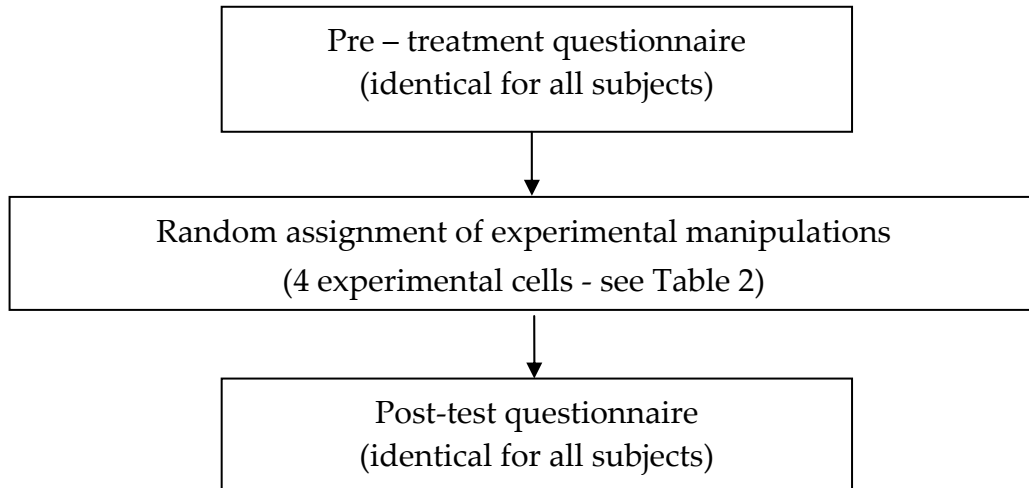 Pre – treatment questionnaire
(identical for all subjects)
Random assignment of experimental manipulations
(4 experimental cells - see Table 2)
Post-test questionnaire
(identical for all subjects)